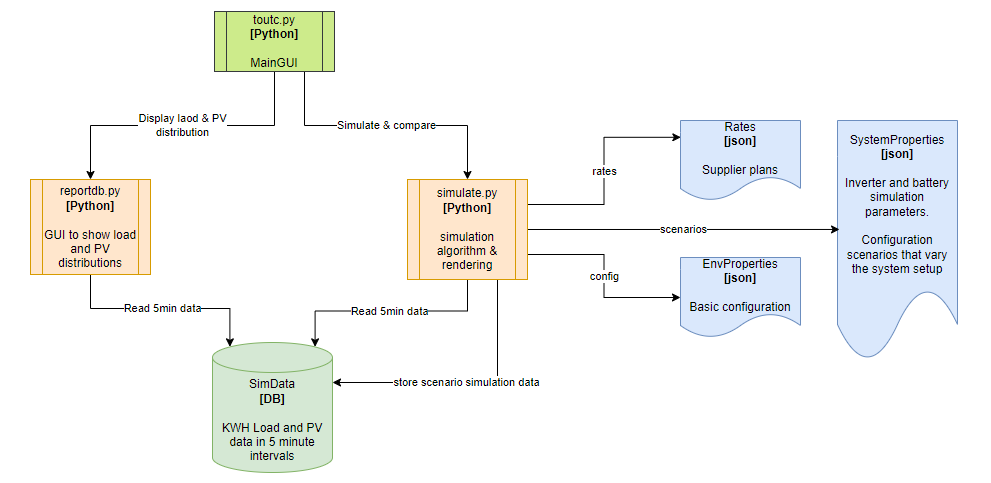 toutc.py
[Python]
MainGUI
Display laod & PV
distribution
Simulate & compare
reportdb.py
[Python]
GUI to show load
and PV
distributions
simulate.py
[Python]
simulation
algorithm &
rendering
rates
scenarios
config
Rates
[json]
Supplier plans
EnvProperties
[json]
Basic configuration
SystemProperties
[json]
Inverter and battery
simulation
parameters.
Configuration
scenarios that vary
the system setup
Read 5min data
Read 5min data
store scenario simulation data
SimData
[DB]
KWH Load and PV
data in 5 minute
intervals